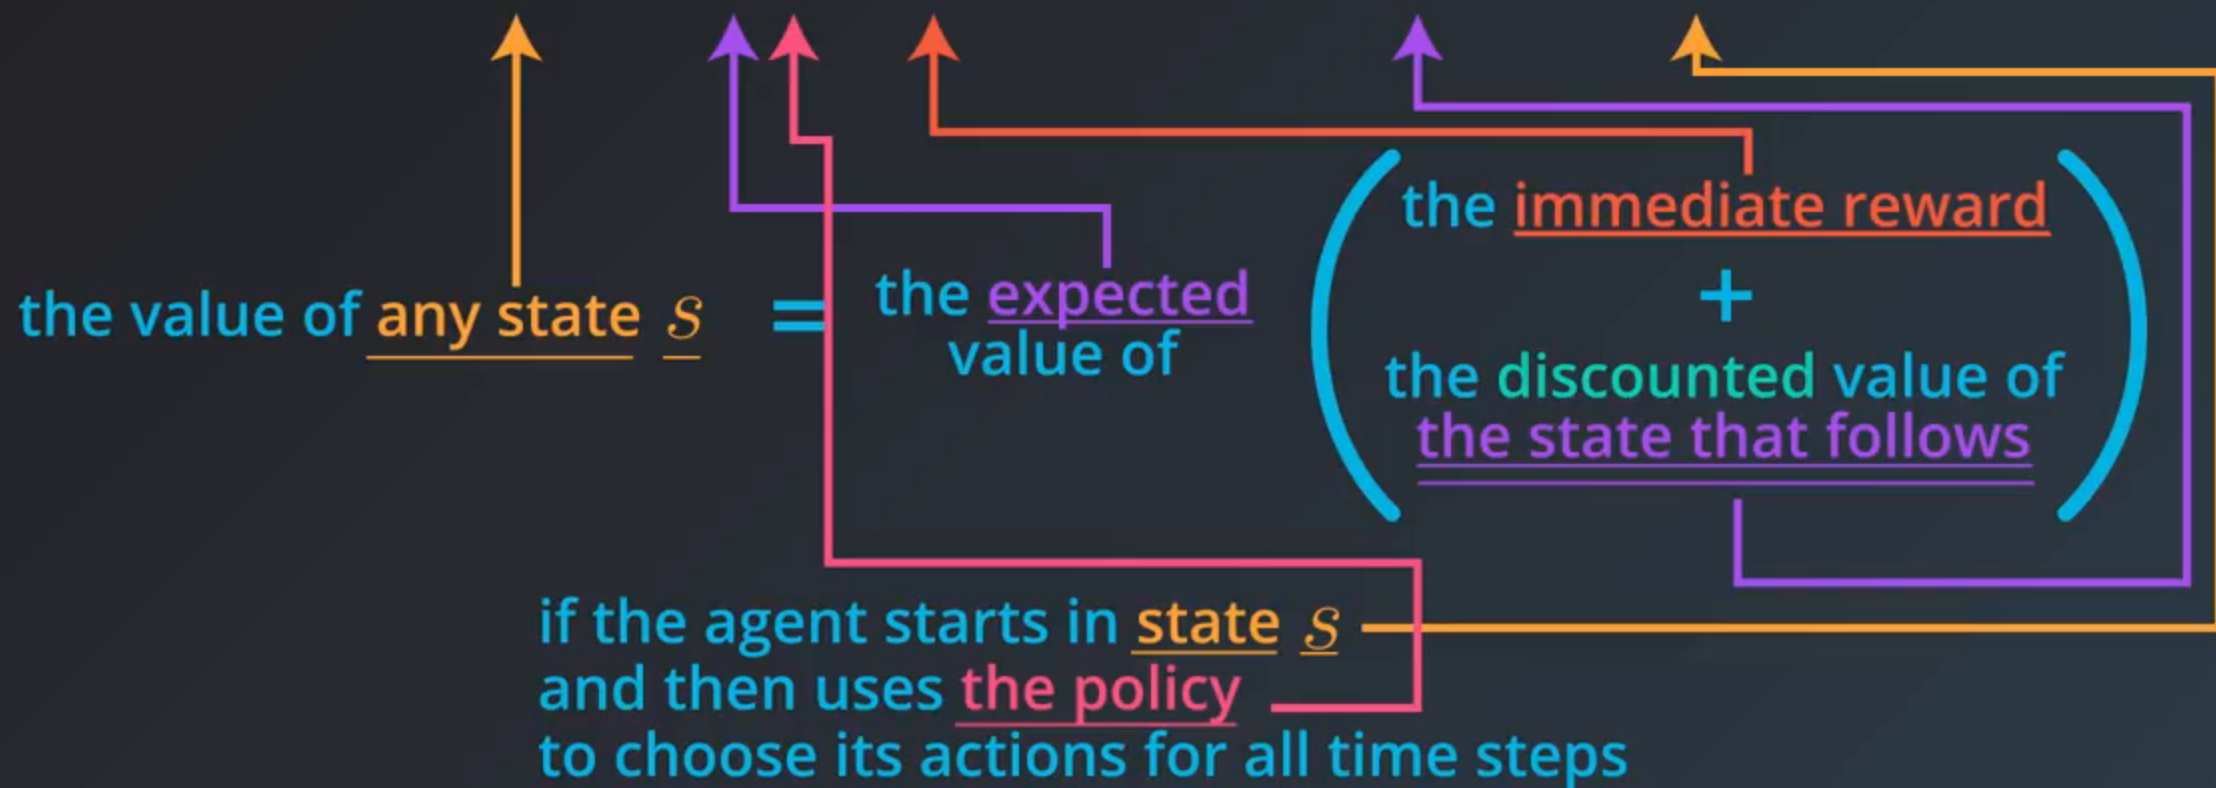 the value of any state s
=
the expected
value of
the immediate reward
+
the discounted value of
the state that follows
if the agent starts in state s
and then uses the policy
to choose its actions for all time steps